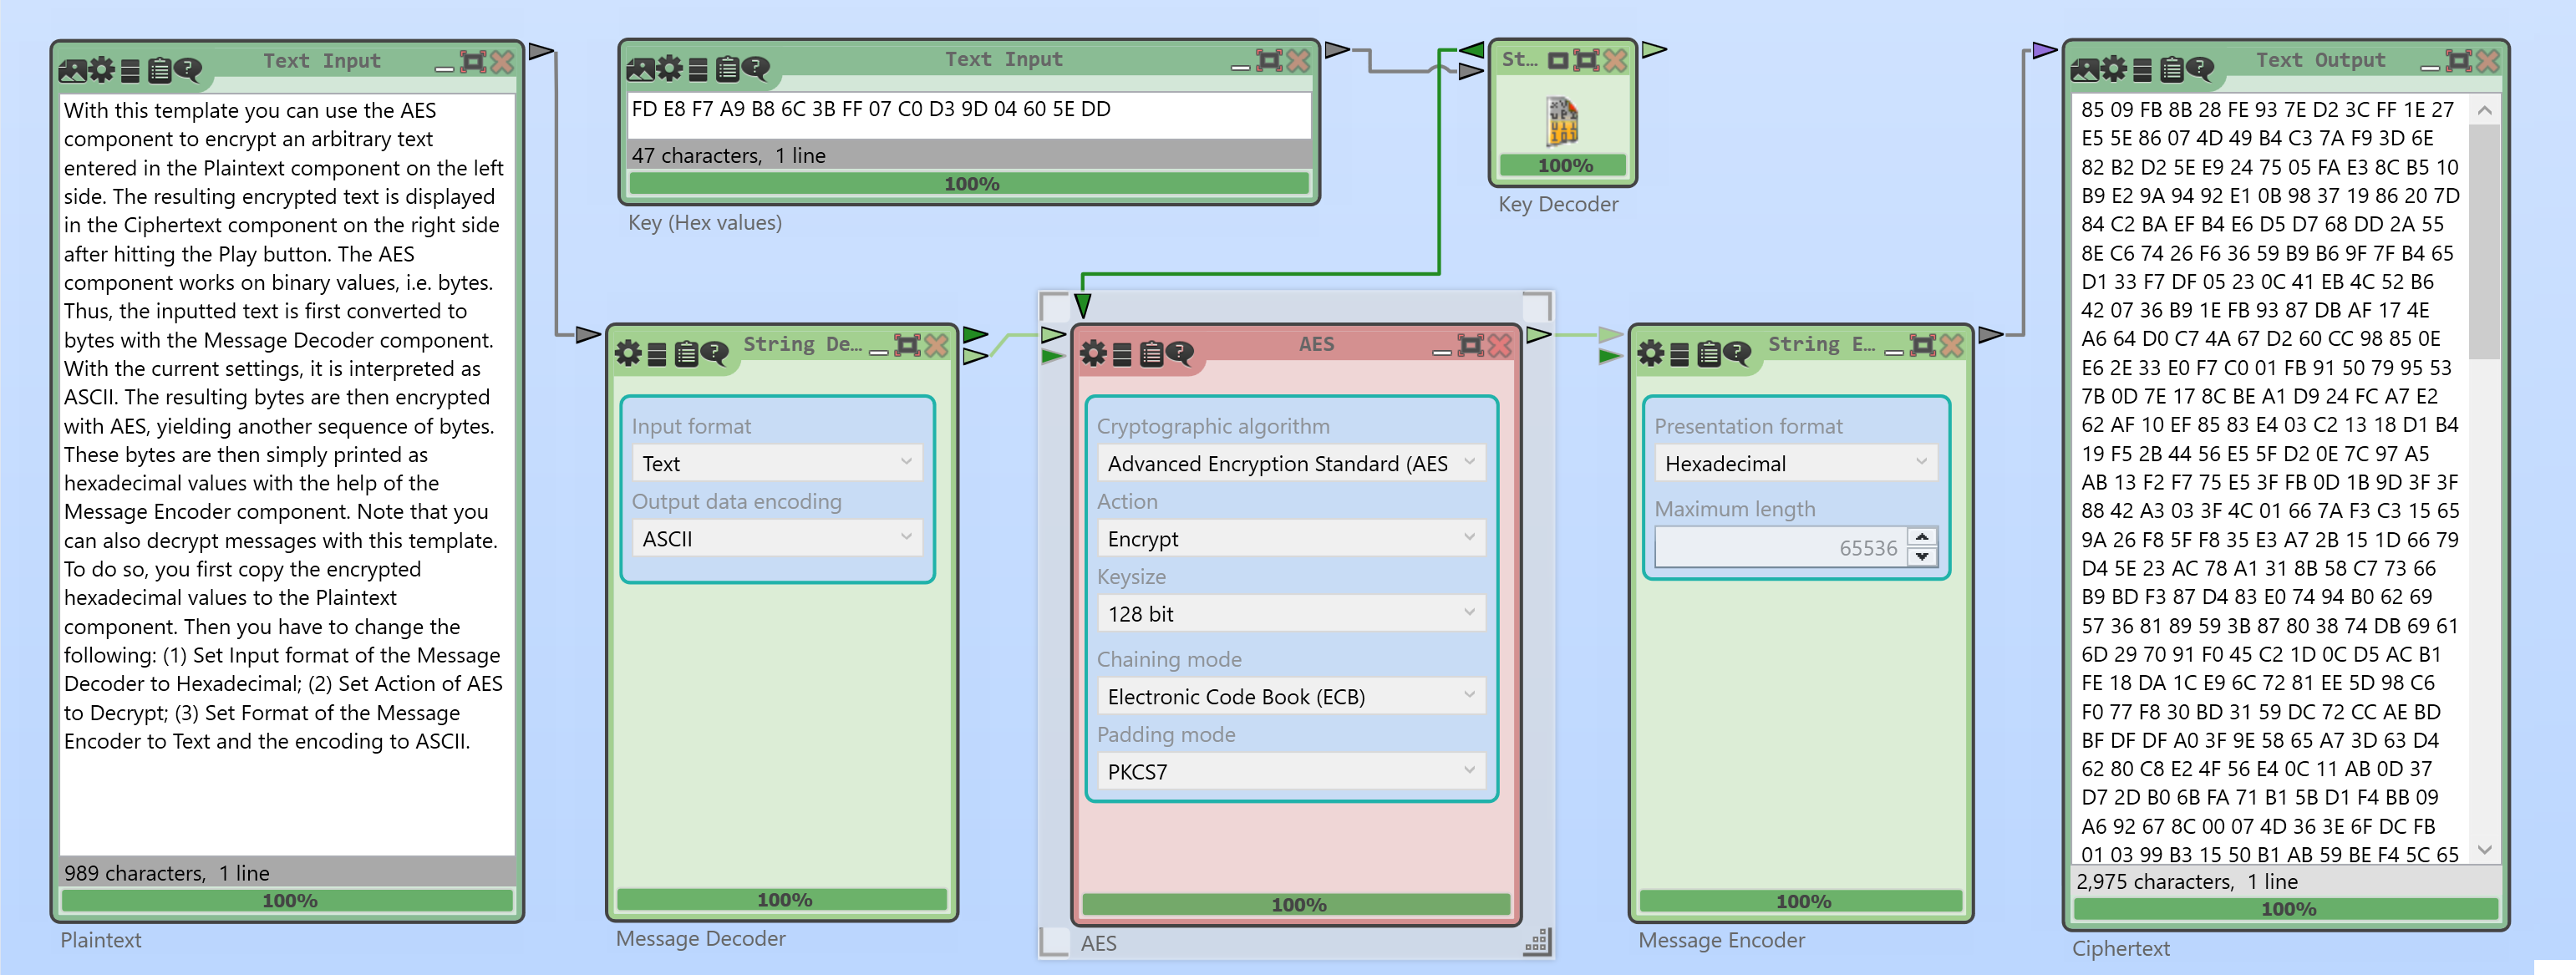 Text Input
With this template you can use the AES
component to encrypt an arbitrary text
entered in the Plaintext component on the left
side. The resulting encrypted text is displayed
in the Ciphertext component on the right side
after hitting the Play button. The AES
component works on binary values, i.e. bytes.
Thus, the inputted text is first converted to
bytes with the Message Decoder component.
With the current settings, it is interpreted as
ASCII. The resulting bytes are then encrypted
with AES, yielding another sequence of bytes.
These bytes are then simply printed as
hexadecimal values with the help of the
Message Encoder component. Note that you
can also decrypt messages with this template.
To do so, you first copy the encrypted
hexadecimal values to the Plaintext
component. Then you have to change the
following: (1) Set Input format of the Message
Decoder to Hexadecimal; (2) Set Action of AES
to Decrypt; (3) Set Format of the Message
Encoder to Text and the encoding to ASCII.
989 characters, 1 line
100%
Plaintext
Text Input
FD E8 F7 A9 B8 6C 3B FF 07 C0 D3 9D 04 60 5E DD
47 characters, 1 line
100%
Key (Hex values)
St...
100%
Key Decoder
String De...
Input format
Text
Output data encoding
ASCII
100%
Message Decoder
AES
Cryptographic algorithm
Advanced Encryption Standard (AES
Action
Encrypt
Keysize
128 bit
Chaining mode
Electronic Code Book (ECB)
Padding mode
PKCS7
100%
AES
String E...
Presentation format
Hexadecimal
Maximum length
65536
100%
Message Encoder
Text Output
85 09 FB 8B 28 FE 93 7E D2 3C FF 1E 27
E5 5E 86 07 4D 49 B4 C3 7A F9 3D 6E
82 B2 D2 5E E9 24 75 05 FA E3 8C B5 10
B9 E2 9A 94 92 E1 0B 98 37 19 86 20 7D
84 C2 BA EF B4 E6 D5 D7 68 DD 2A 55
8E C6 74 26 F6 36 59 B9 B6 9F 7F B4 65
D1 33 F7 DF 05 23 0C 41 EB 4C 52 B6
42 07 36 B9 1E FB 93 87 DB AF 17 4E
A6 64 D0 C7 4A 67 D2 60 CC 98 85 0E
E6 2E 33 E0 F7 C0 01 FB 91 50 79 95 53
7B 0D 7E 17 8C BE A1 D9 24 FC A7 E2
62 AF 10 EF 85 83 E4 03 C2 13 18 D1 B4
19 F5 2B 44 56 E5 5F D2 0E 7C 97 A5
AB 13 F2 F7 75 E5 3F FB 0D 1B 9D 3F 3F
88 42 A3 03 3F 4C 01 66 7A F3 C3 15 65
9A 26 F8 5F F8 35 E3 A7 2B 15 1D 66 79
D4 5E 23 AC 78 A1 31 8B 58 C7 73 66
B9 BD F3 87 D4 83 E0 74 94 B0 62 69
57 36 81 89 59 3B 87 80 38 74 DB 69 61
6D 29 70 91 F0 45 C2 1D 0C D5 AC B1
FE 18 DA 1C E9 6C 72 81 EE 5D 98 C6
F0 77 F8 30 BD 31 59 DC 72 CC AE BD
BF DF DF A0 3F 9E 58 65 A7 3D 63 D4
62 80 C8 E2 4F 56 E4 0C 11 AB 0D 37
D7 2D B0 6B FA 71 B1 5B D1 F4 BB 09
A6 92 67 8C 00 07 4D 36 3E 6F DC FB
01 03 99 B3 15 50 B1 AB 59 BE F4 5C 65
2,975 characters, 1 line
100%
Ciphertext